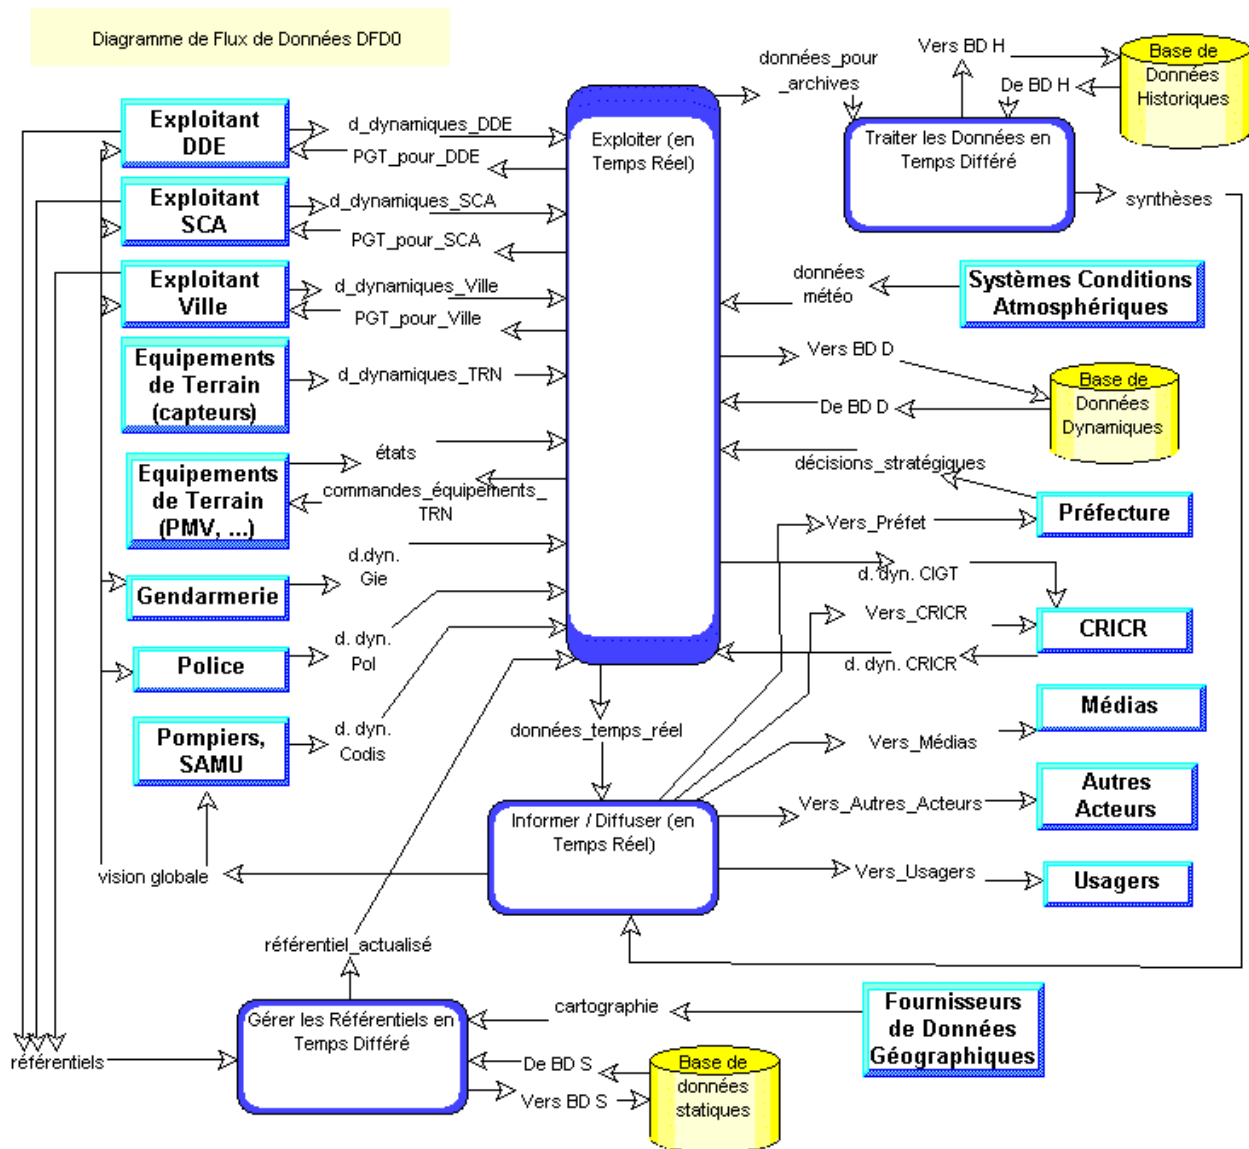 Diagramme de Flux de Données DFD0
Exploitant
DDE
d_dynamiques_DDE
PGT_pour_DDE
Exploitant
SCA
d_dynamiques_SCA
PGT_pour_SCA
Exploitant
Ville
d_dynamiques_Ville
PGT_pour_Ville
Equipements
de Terrain
(capteurs)
d_dynamiques_TRN
Equipements
de Terrain
(PMV, ...)
états
commandes_équipements_
TRN
Gendarmerie
d.dyn.
Gie
Police
d. dyn.
Pol
Pompiers,
SAMU
d. dyn.
Codis
vision globale
référentiels
Exploiter (en
Temps Réel)
données_pour
_archives
Vers BD H
De BD H
Base de
Données
Historiques
Traiter les Données en
Temps Différé
synthèses
données
météo
Systèmes Conditions
Atmosphériques
Vers BD D
De BD D
Base de
Données
Dynamiques
décisions_stratégiques
Vers_Préfet
Préfecture
d. dyn. CIGT
Vers_CRICR
CRICR
d. dyn. CRICR
données_temps_réel
Vers_Médias
Médias
Informer / Diffuser (en
Temps Réel)
Vers_Autres_Acteurs
Autres
Acteurs
Vers_Usagers
Usagers
référentiel_actualisé
Gérer les Référentiels en
Temps Différé
cartographie
Fournisseurs
de Données
Géographiques
De BD S
Vers BD S
Base de
données
statiques